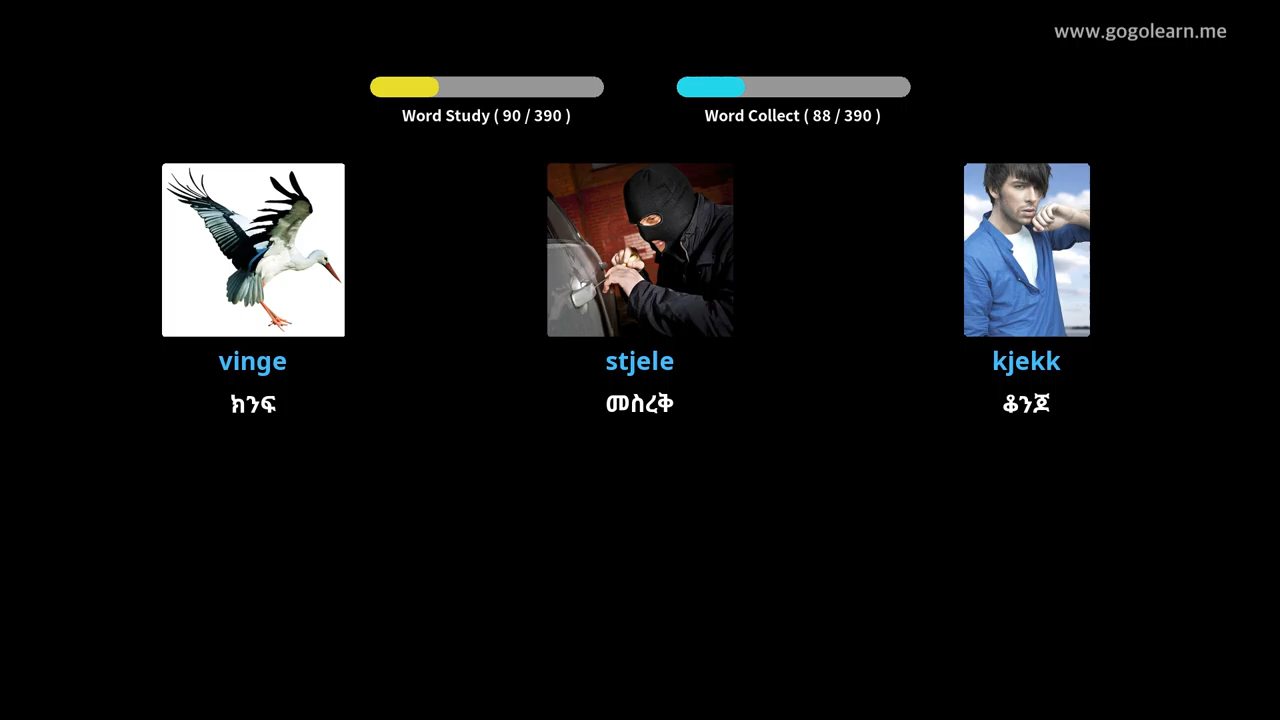 www.gogolearn.me
Word Study ( 90 / 390 )
Word Collect ( 88 / 390 )
vinge
stjele
kjekk
ክንፍ
መስረቅ
ቆንጆ